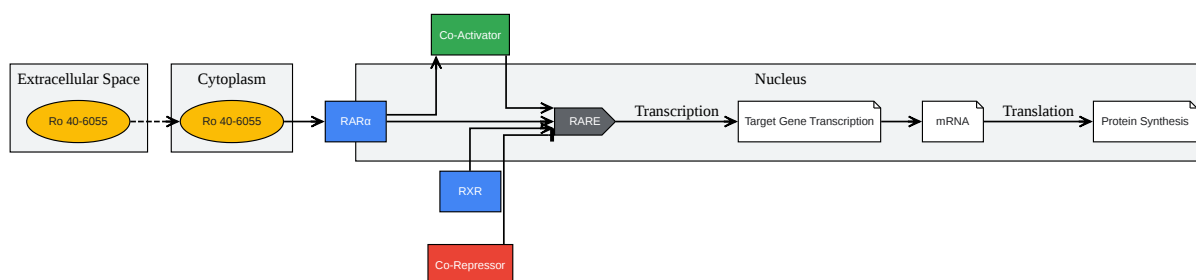 Co-Activator
Extracellular Space
Cytoplasm
Nucleus
Ro 40-6055
Ro 40-6055
RARα
RARE
Transcription
Target Gene Transcription
mRNA
Translation
Protein Synthesis
RXR
Co-Repressor